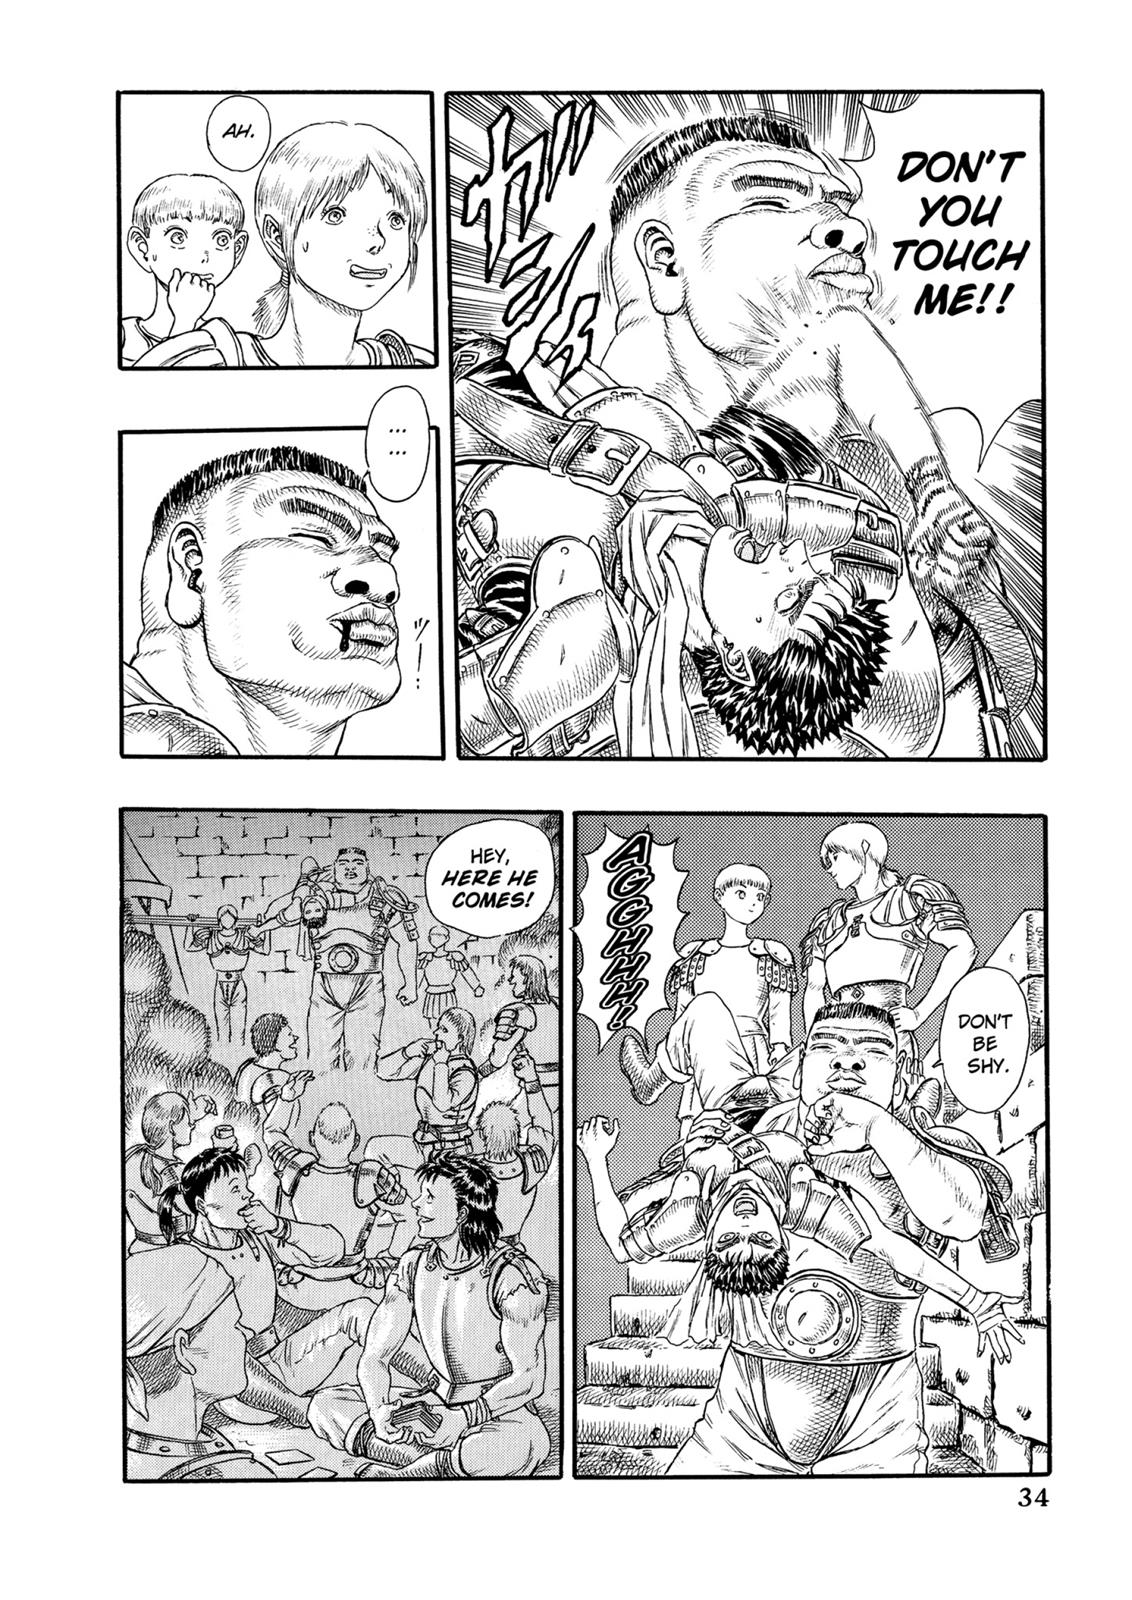 DON'T
YOU
TOUCH
ME!!
AH.
...
...
AGGHHH!
DON'T
BE
SHY.
HEY,
HERE HE
COMES!
34